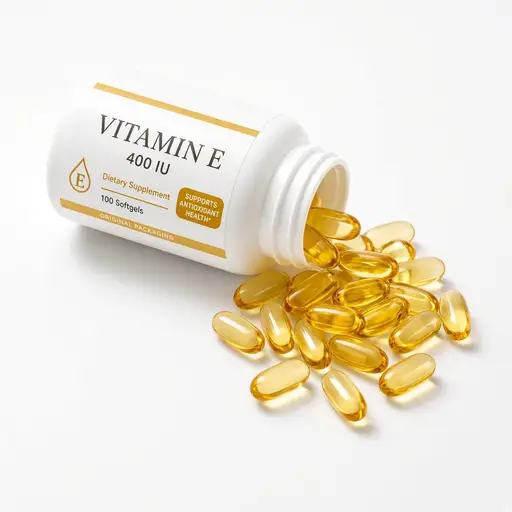 VITAMIN E
400 IU
E
Dietary Supplement
100 Softgels
SUPPORTS
ANTIOXIDANT
HEALTH*
ORIGINAL PACKAGING